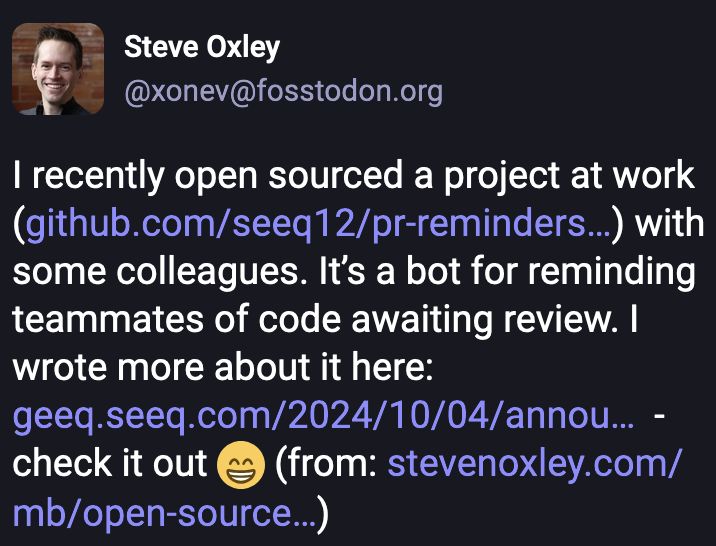 Steve Oxley
@xonev@fosstodon.org
I recently open sourced a project at work
(github.com/seeq12/pr-reminders…) with
some colleagues. It’s a bot for reminding
teammates of code awaiting review. I
wrote more about it here:
geeq.seeq.com/2024/10/04/annou… -
check it out 😁 (from: stevenoxley.com/
mb/open-source…)